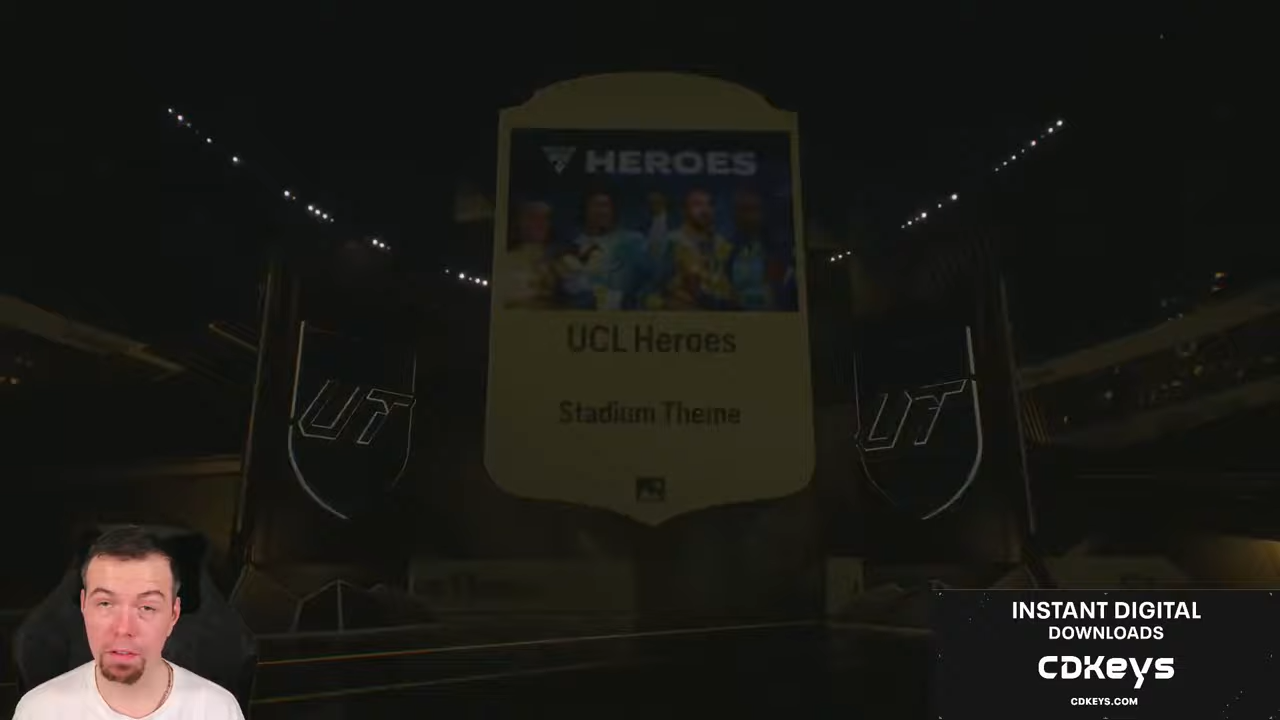 HEROES
UCL Heroes
Stadium Theme
UT
UT
INSTANT DIGITAL
DOWNLOADS
CDKeys
CDKEYS.COM